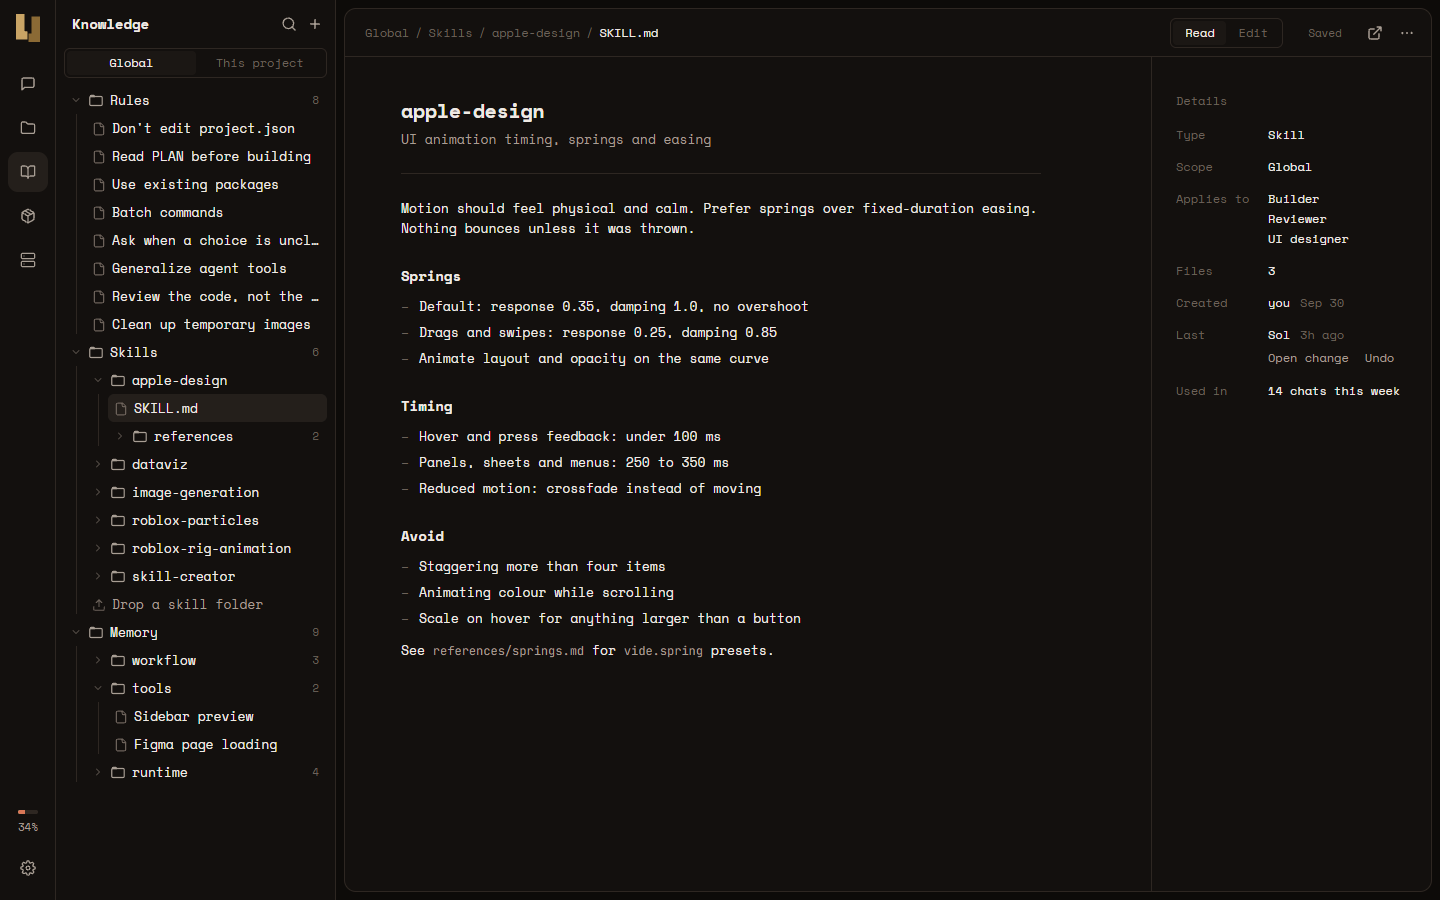 Knowledge
Global
This project
Rules 8
Don't edit project.json
Read PLAN before building
Use existing packages
Batch commands
Ask when a choice is uncl…
Generalize agent tools
Review the code, not the …
Clean up temporary images
Skills 6
apple-design
SKILL.md
references 2
dataviz
image-generation
roblox-particles
roblox-rig-animation
skill-creator
Drop a skill folder
Memory 9
workflow 3
tools 2
Sidebar preview
Figma page loading
runtime 4
34%
Global / Skills / apple-design / SKILL.md
Read
Edit
Saved
apple-design
UI animation timing, springs and easing
Motion should feel physical and calm. Prefer springs over fixed-duration easing.
Nothing bounces unless it was thrown.
Springs
– Default: response 0.35, damping 1.0, no overshoot
– Drags and swipes: response 0.25, damping 0.85
– Animate layout and opacity on the same curve
Timing
– Hover and press feedback: under 100 ms
– Panels, sheets and menus: 250 to 350 ms
– Reduced motion: crossfade instead of moving
Avoid
– Staggering more than four items
– Animating colour while scrolling
– Scale on hover for anything larger than a button
See references/springs.md for vide.spring presets.
Details
Type Skill
Scope Global
Applies to Builder
Reviewer
UI designer
Files 3
Created you Sep 30
Last Sol 3h ago
Open change Undo
Used in 14 chats this week